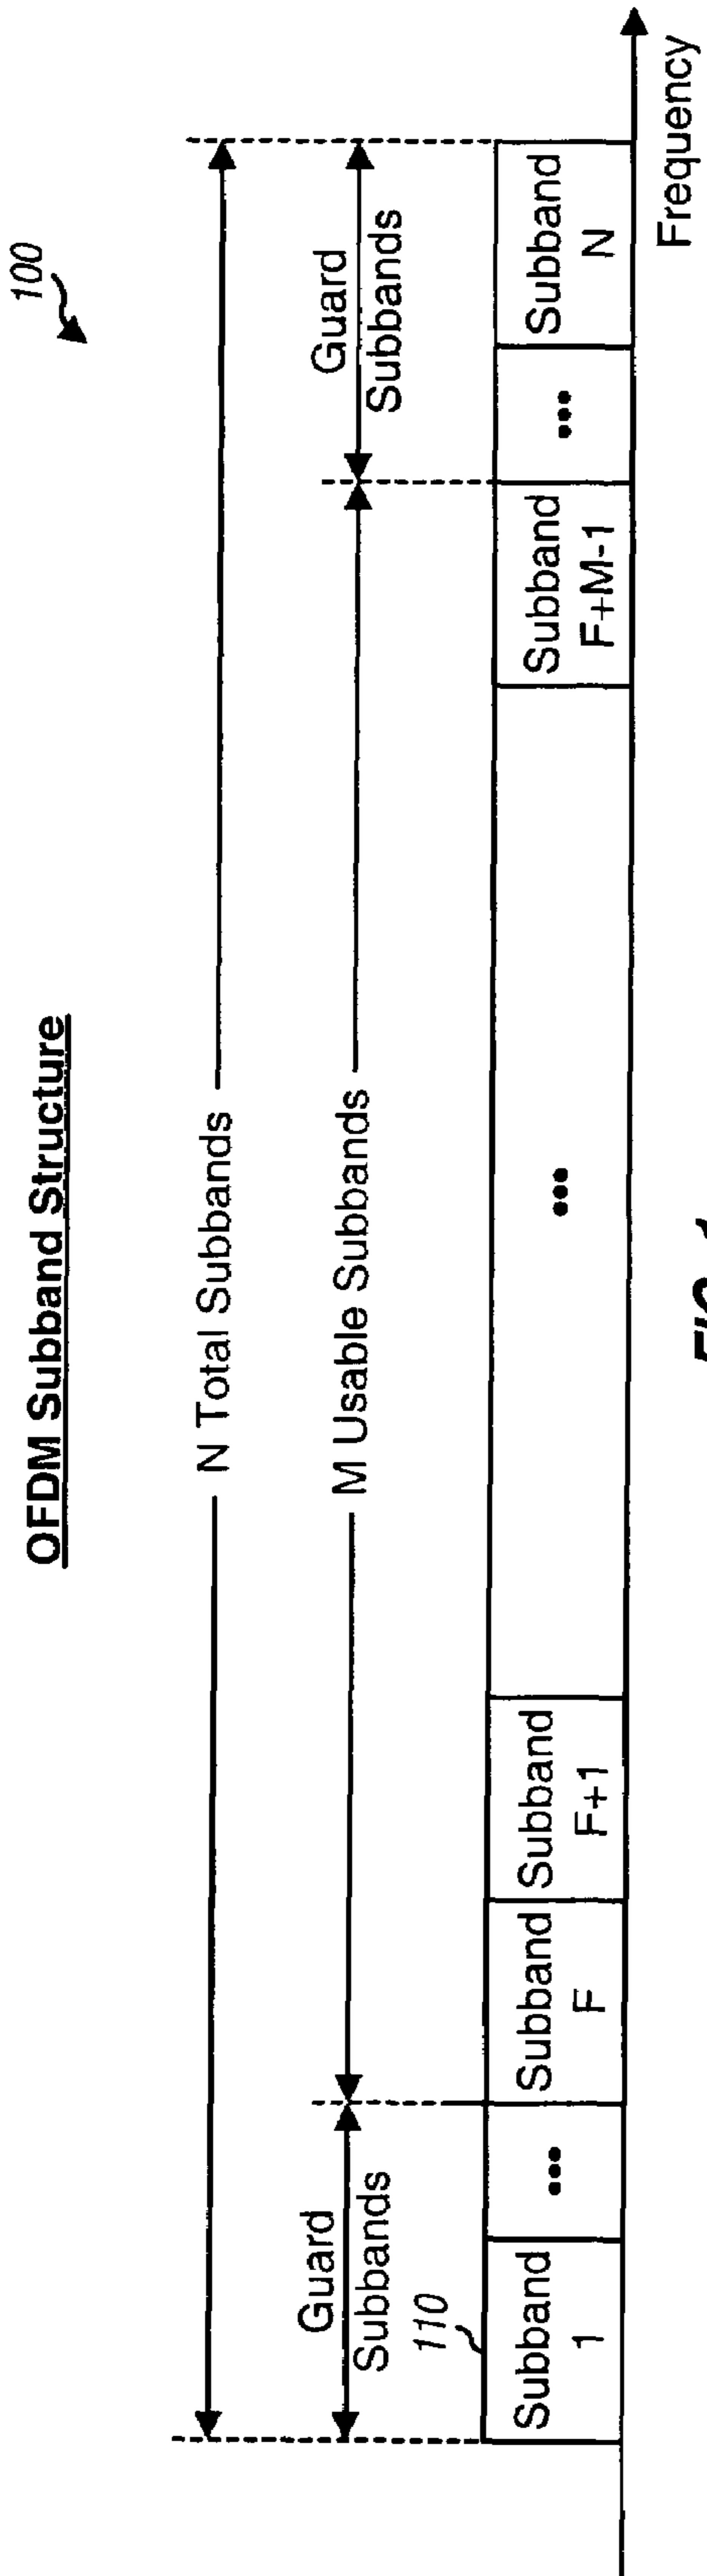 OFDM Subband Structure
100
N Total Subbands
Guard
Subbands
M Usable Subbands
Guard
Subbands
110
Subband
1
•••
Subband
F
Subband
F+1
•••
Subband
F+M-1
•••
Subband
N
Frequency